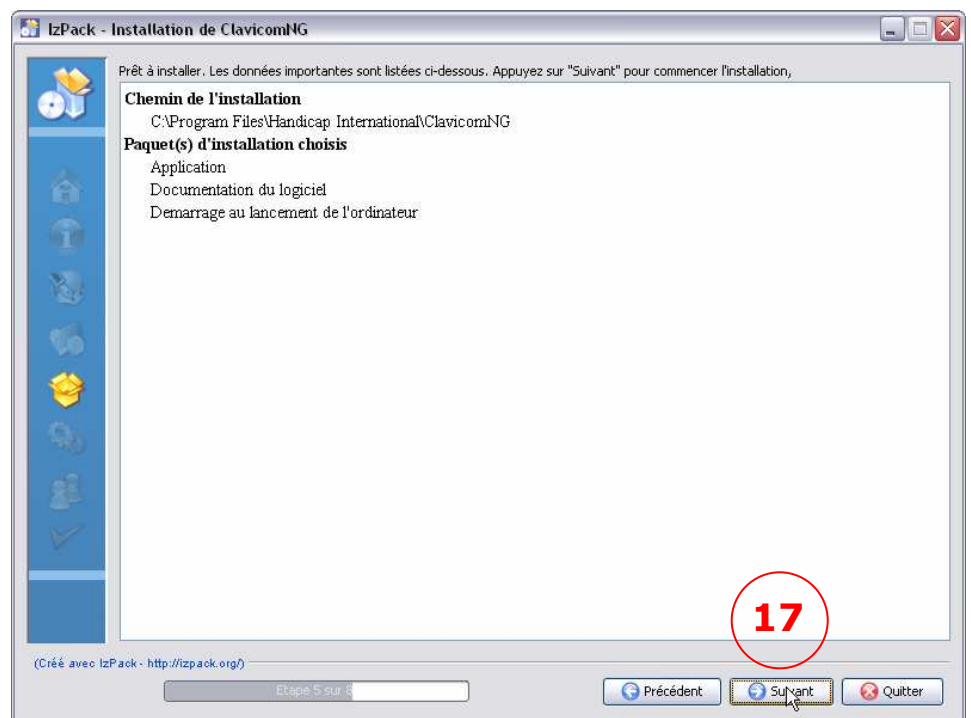 IzPack - Installation de ClavicomNG
Prêt à installer. Les données importantes sont listées ci-dessous. Appuyez sur "Suivant" pour commencer l'installation,
Chemin de l'installation
C:\Program Files\Handicap International\ClavicomNG
Paquet(s) d'installation choisis
Application
Documentation du logiciel
Demarrage au lancement de l'ordinateur
17
(Créé avec IzPack - http://izpack.org/)
Etape 5 sur 8
Précédent
Suivant
Quitter